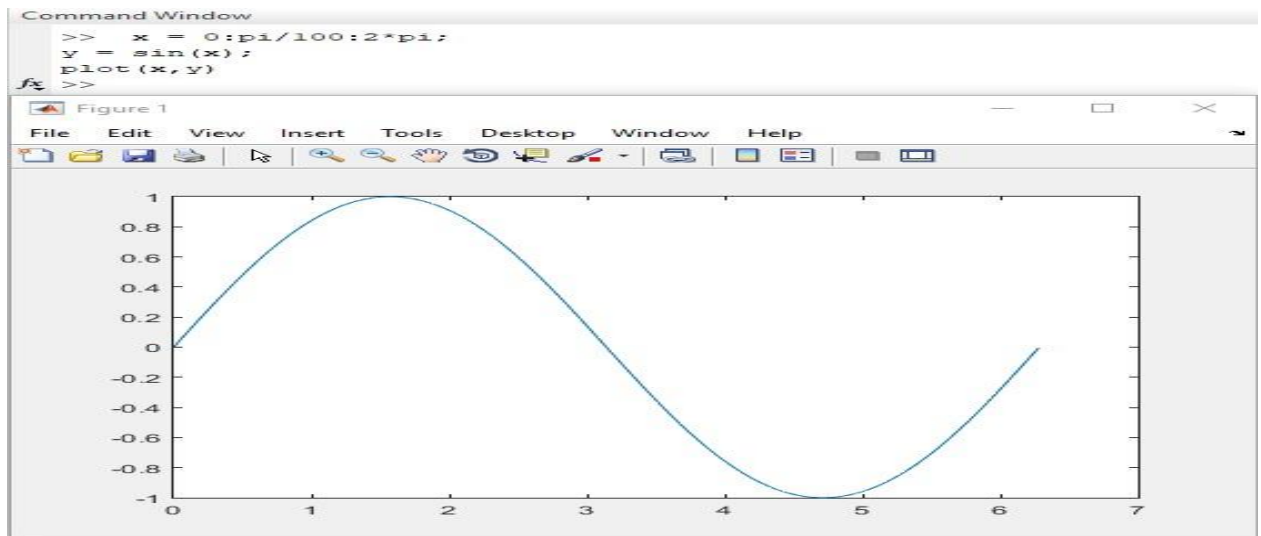 Command Window
>> x = 0:pi/100:2*pi;
y = sin(x);
plot(x,y)
fx >>
Figure 1
File Edit View Insert Tools Desktop Window Help
1
0.8
0.6
0.4
0.2
0
-0.2
-0.4
-0.6
-0.8
-1
0 1 2 3 4 5 6 7